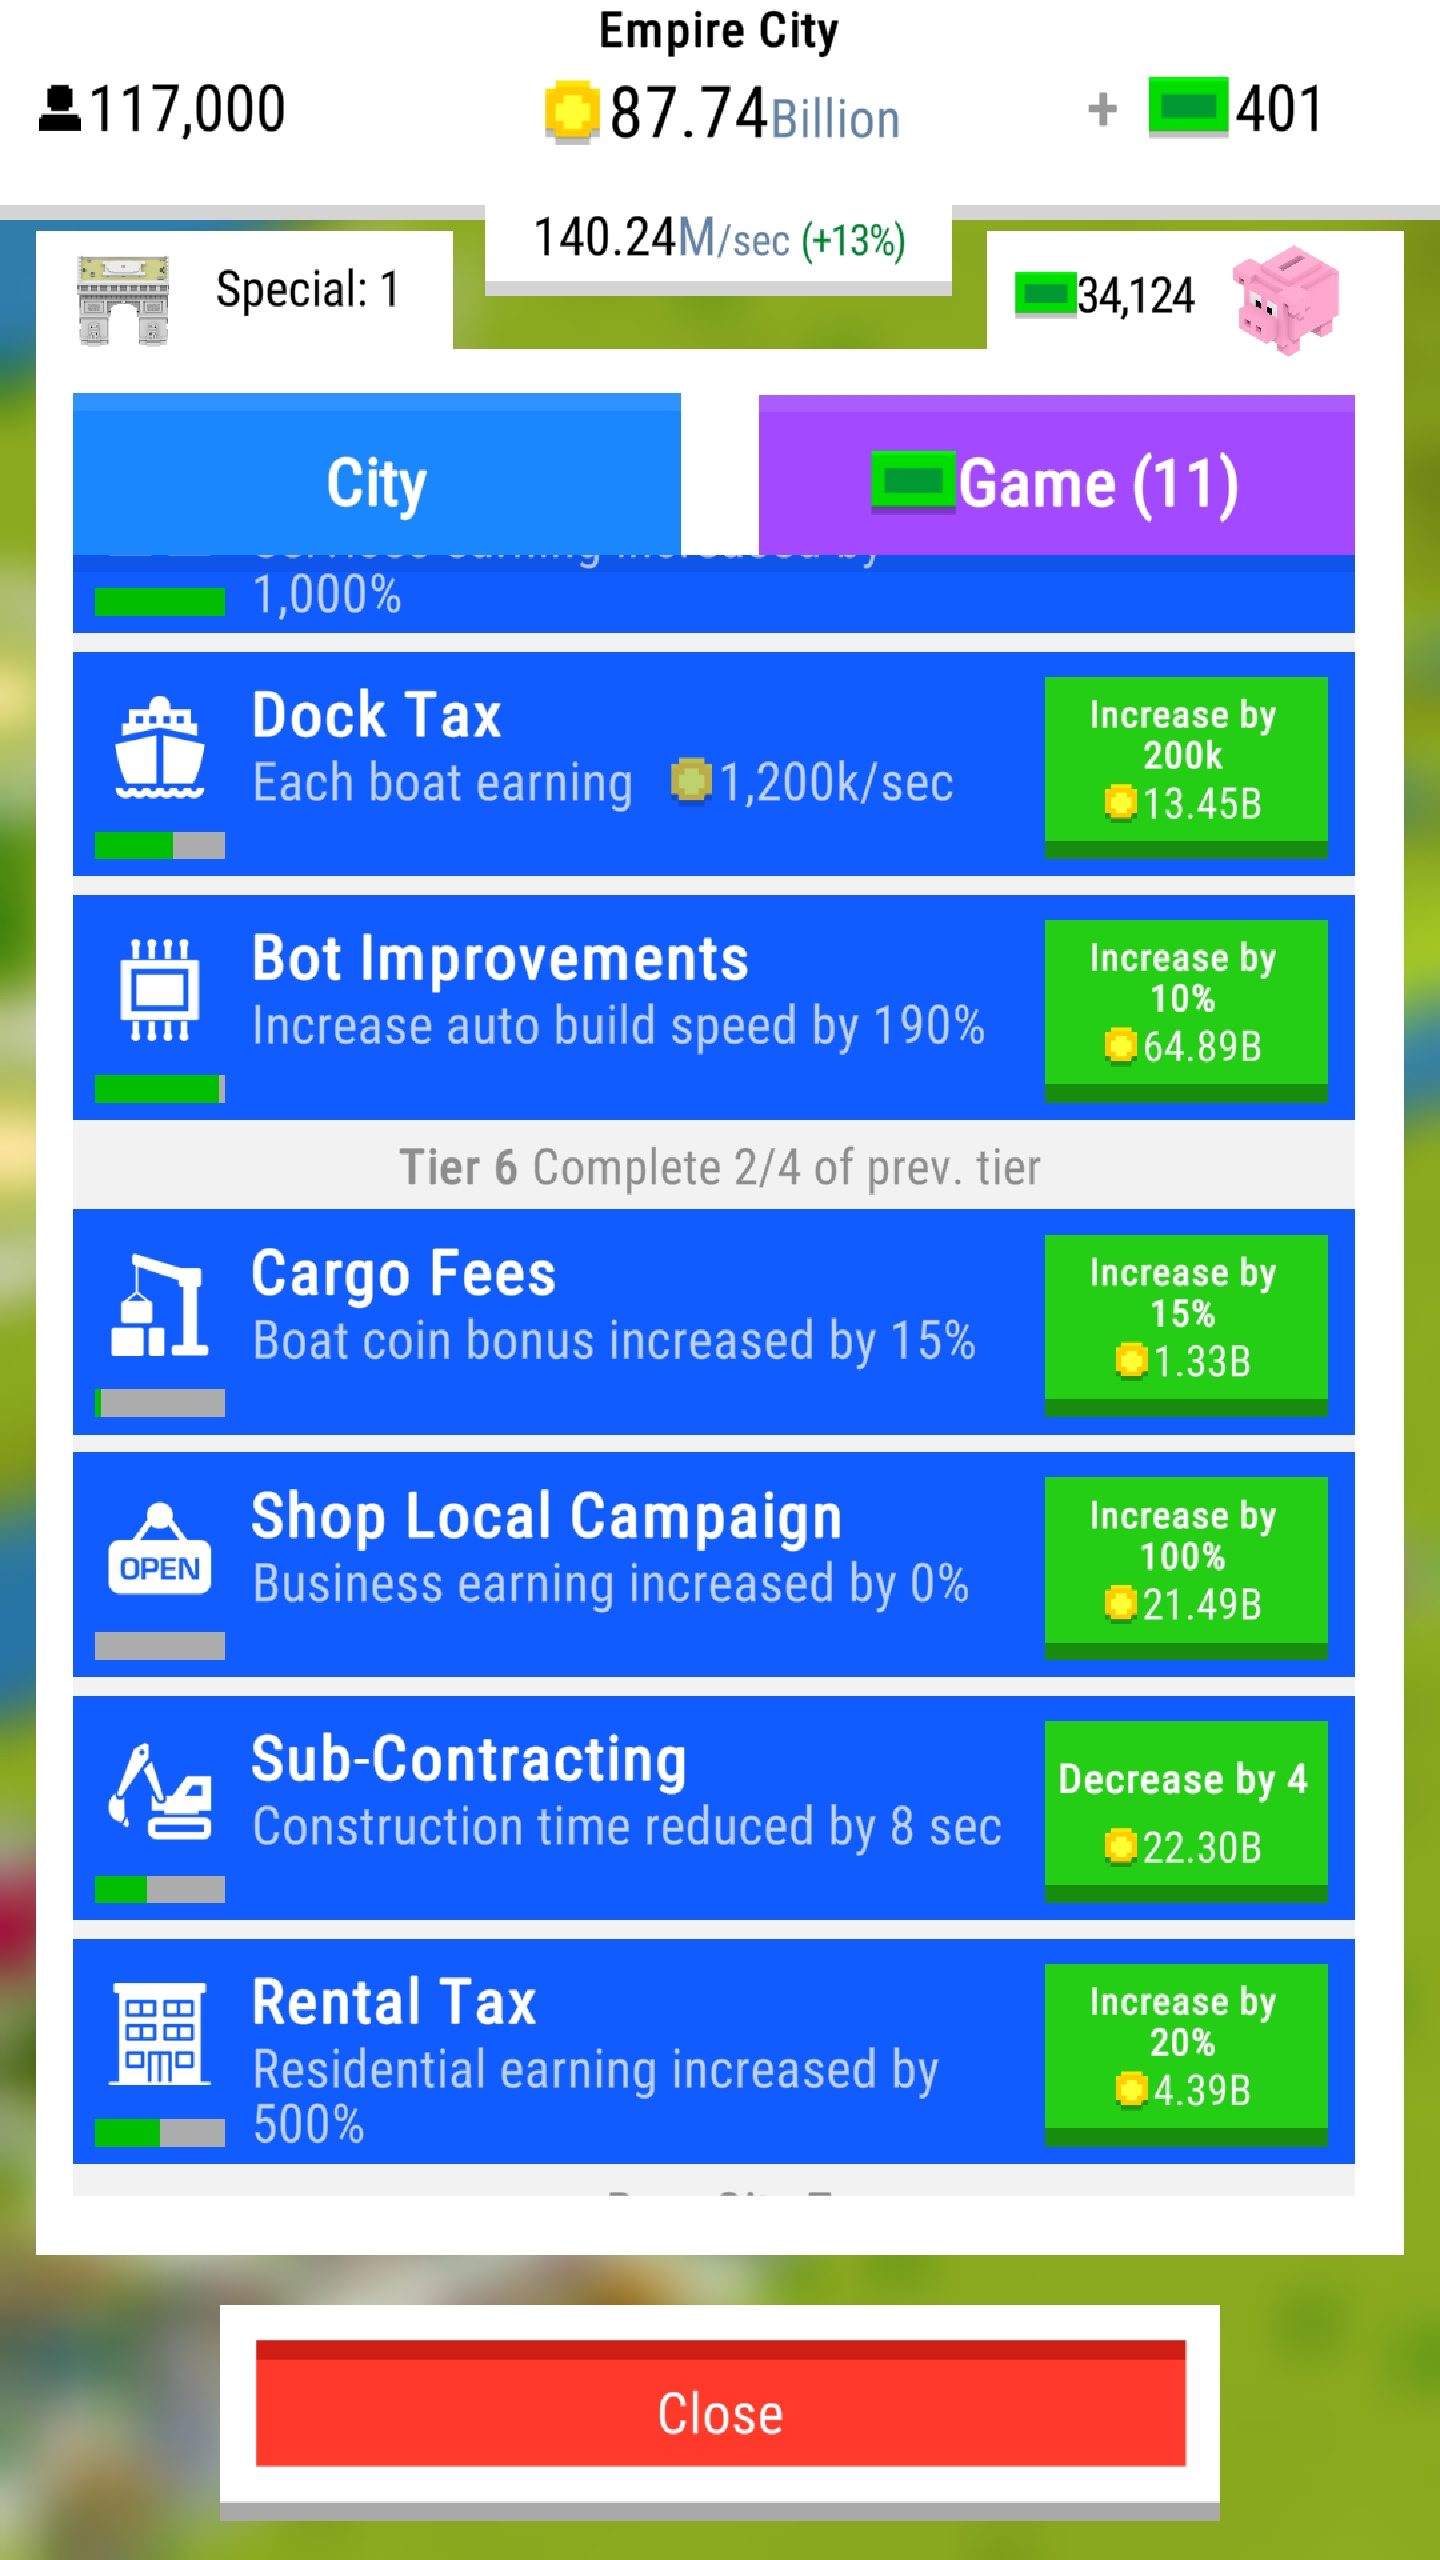 Empire City
117,000
87.74Billion
+ 401
140.24M/sec (+13%)
Special: 1
34,124
City
Game (11)
1,000%
Dock Tax
Each boat earning 1,200k/sec
Increase by
200k
13.45B
Bot Improvements
Increase auto build speed by 190%
Increase by
10%
64.89B
Tier 6 Complete 2/4 of prev. tier
Cargo Fees
Boat coin bonus increased by 15%
Increase by
15%
1.33B
Shop Local Campaign
Business earning increased by 0%
OPEN
Increase by
100%
21.49B
Sub-Contracting
Construction time reduced by 8 sec
Decrease by 4
22.30B
Rental Tax
Residential earning increased by
500%
Increase by
20%
4.39B
Close